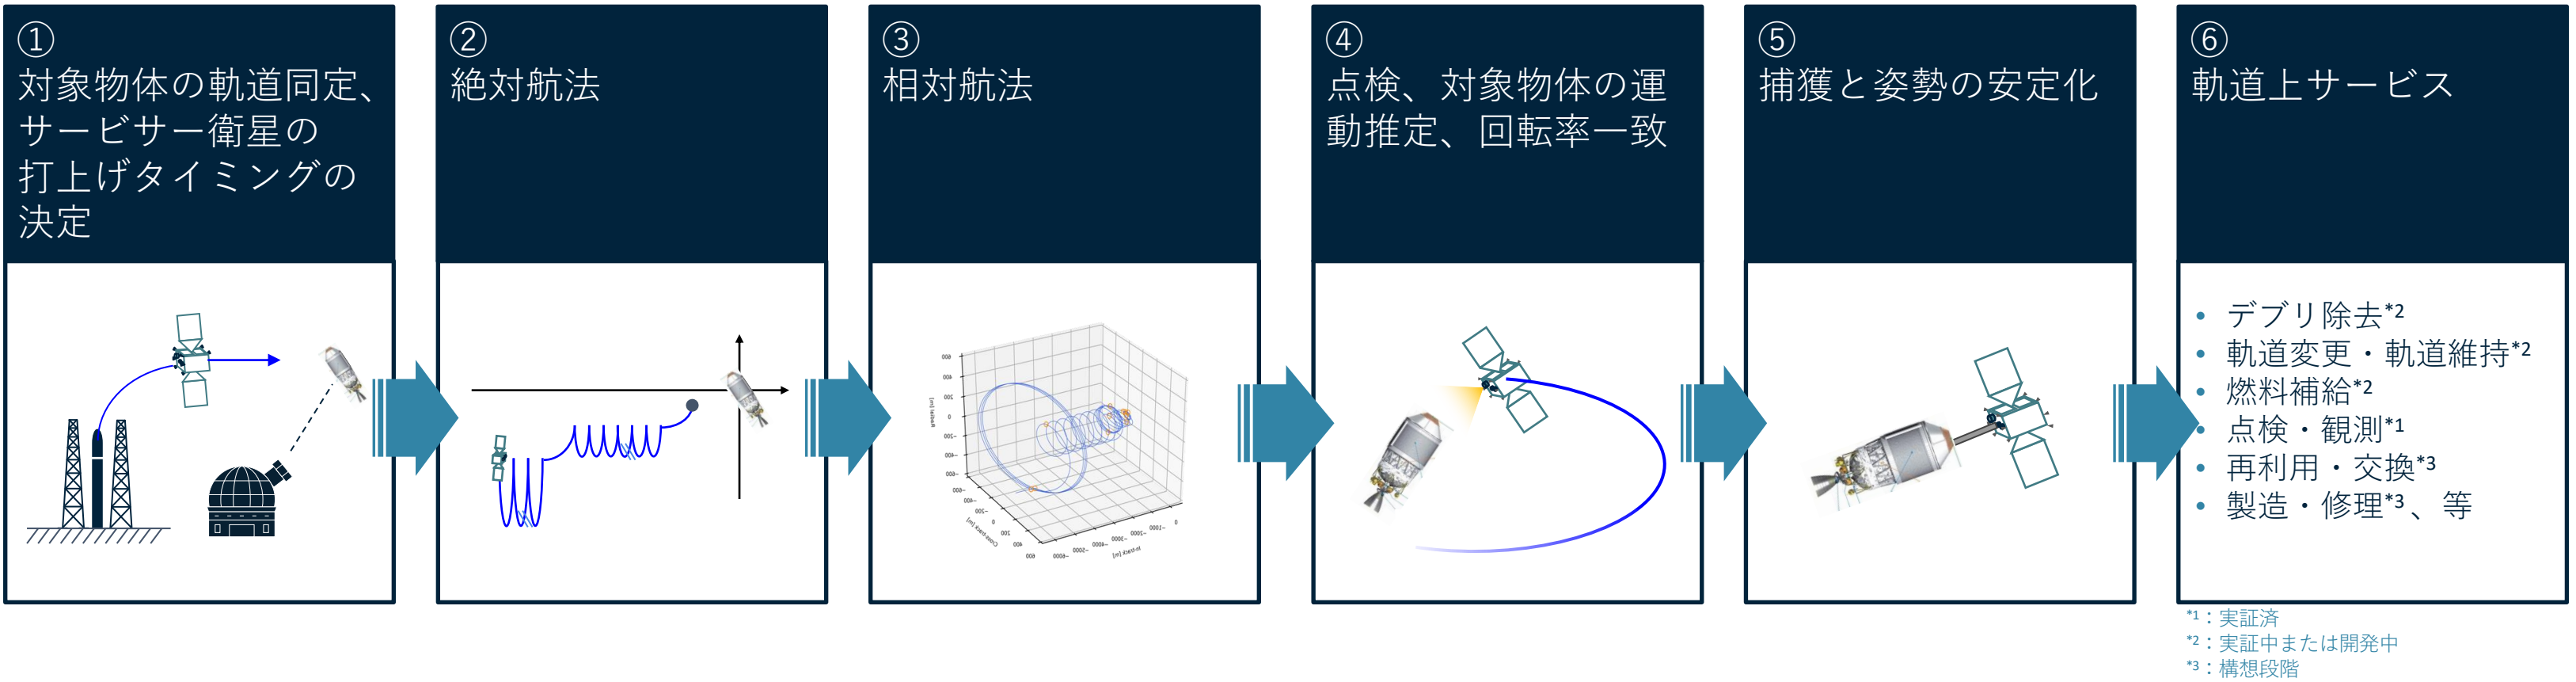 ①
対象物体の軌道同定、
サービサー衛星の
打上げタイミングの
決定
②
絶対航法
③
相対航法
④
点検、対象物体の運
動推定、回転率一致
⑤
捕獲と姿勢の安定化
⑥
軌道上サービス
• デブリ除去*2
• 軌道変更・軌道維持*2
• 燃料補給*2
• 点検・観測*1
• 再利用・交換*3
• 製造・修理*3、等
*1：実証済
*2：実証中または開発中
*3：構想段階